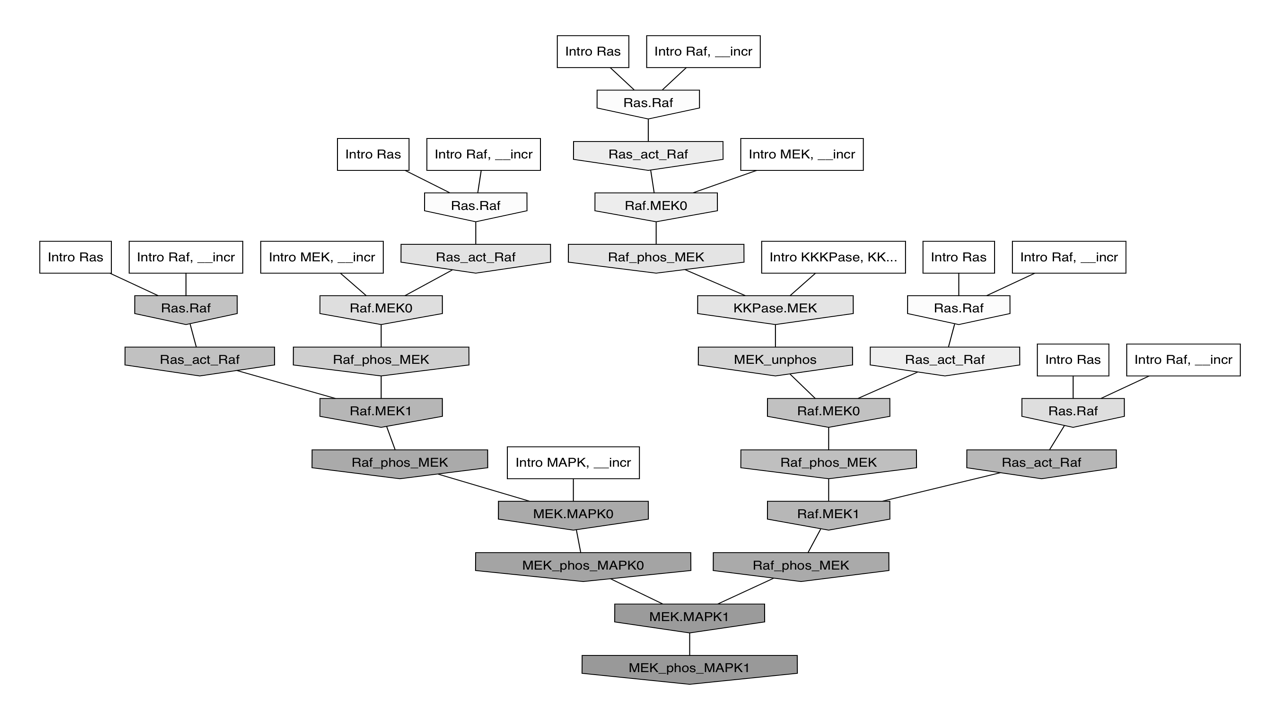 Intro Ras
Intro Raf, __incr
Ras.Raf
Intro Ras
Intro Raf, __incr
Ras_act_Raf
Intro MEK, __incr
Ras.Raf
Raf.MEK0
Intro Ras
Intro Raf, __incr
Intro MEK, __incr
Ras_act_Raf
Raf_phos_MEK
Intro KKKPase, KK...
Intro Ras
Intro Raf, __incr
Ras.Raf
Raf.MEK0
KKPase.MEK
Ras.Raf
Ras_act_Raf
Raf_phos_MEK
MEK_unphos
Ras_act_Raf
Intro Ras
Intro Raf, __incr
Raf.MEK1
Raf.MEK0
Ras.Raf
Raf_phos_MEK
Intro MAPK, __incr
Raf_phos_MEK
Ras_act_Raf
MEK.MAPK0
Raf.MEK1
MEK_phos_MAPK0
Raf_phos_MEK
MEK.MAPK1
MEK_phos_MAPK1